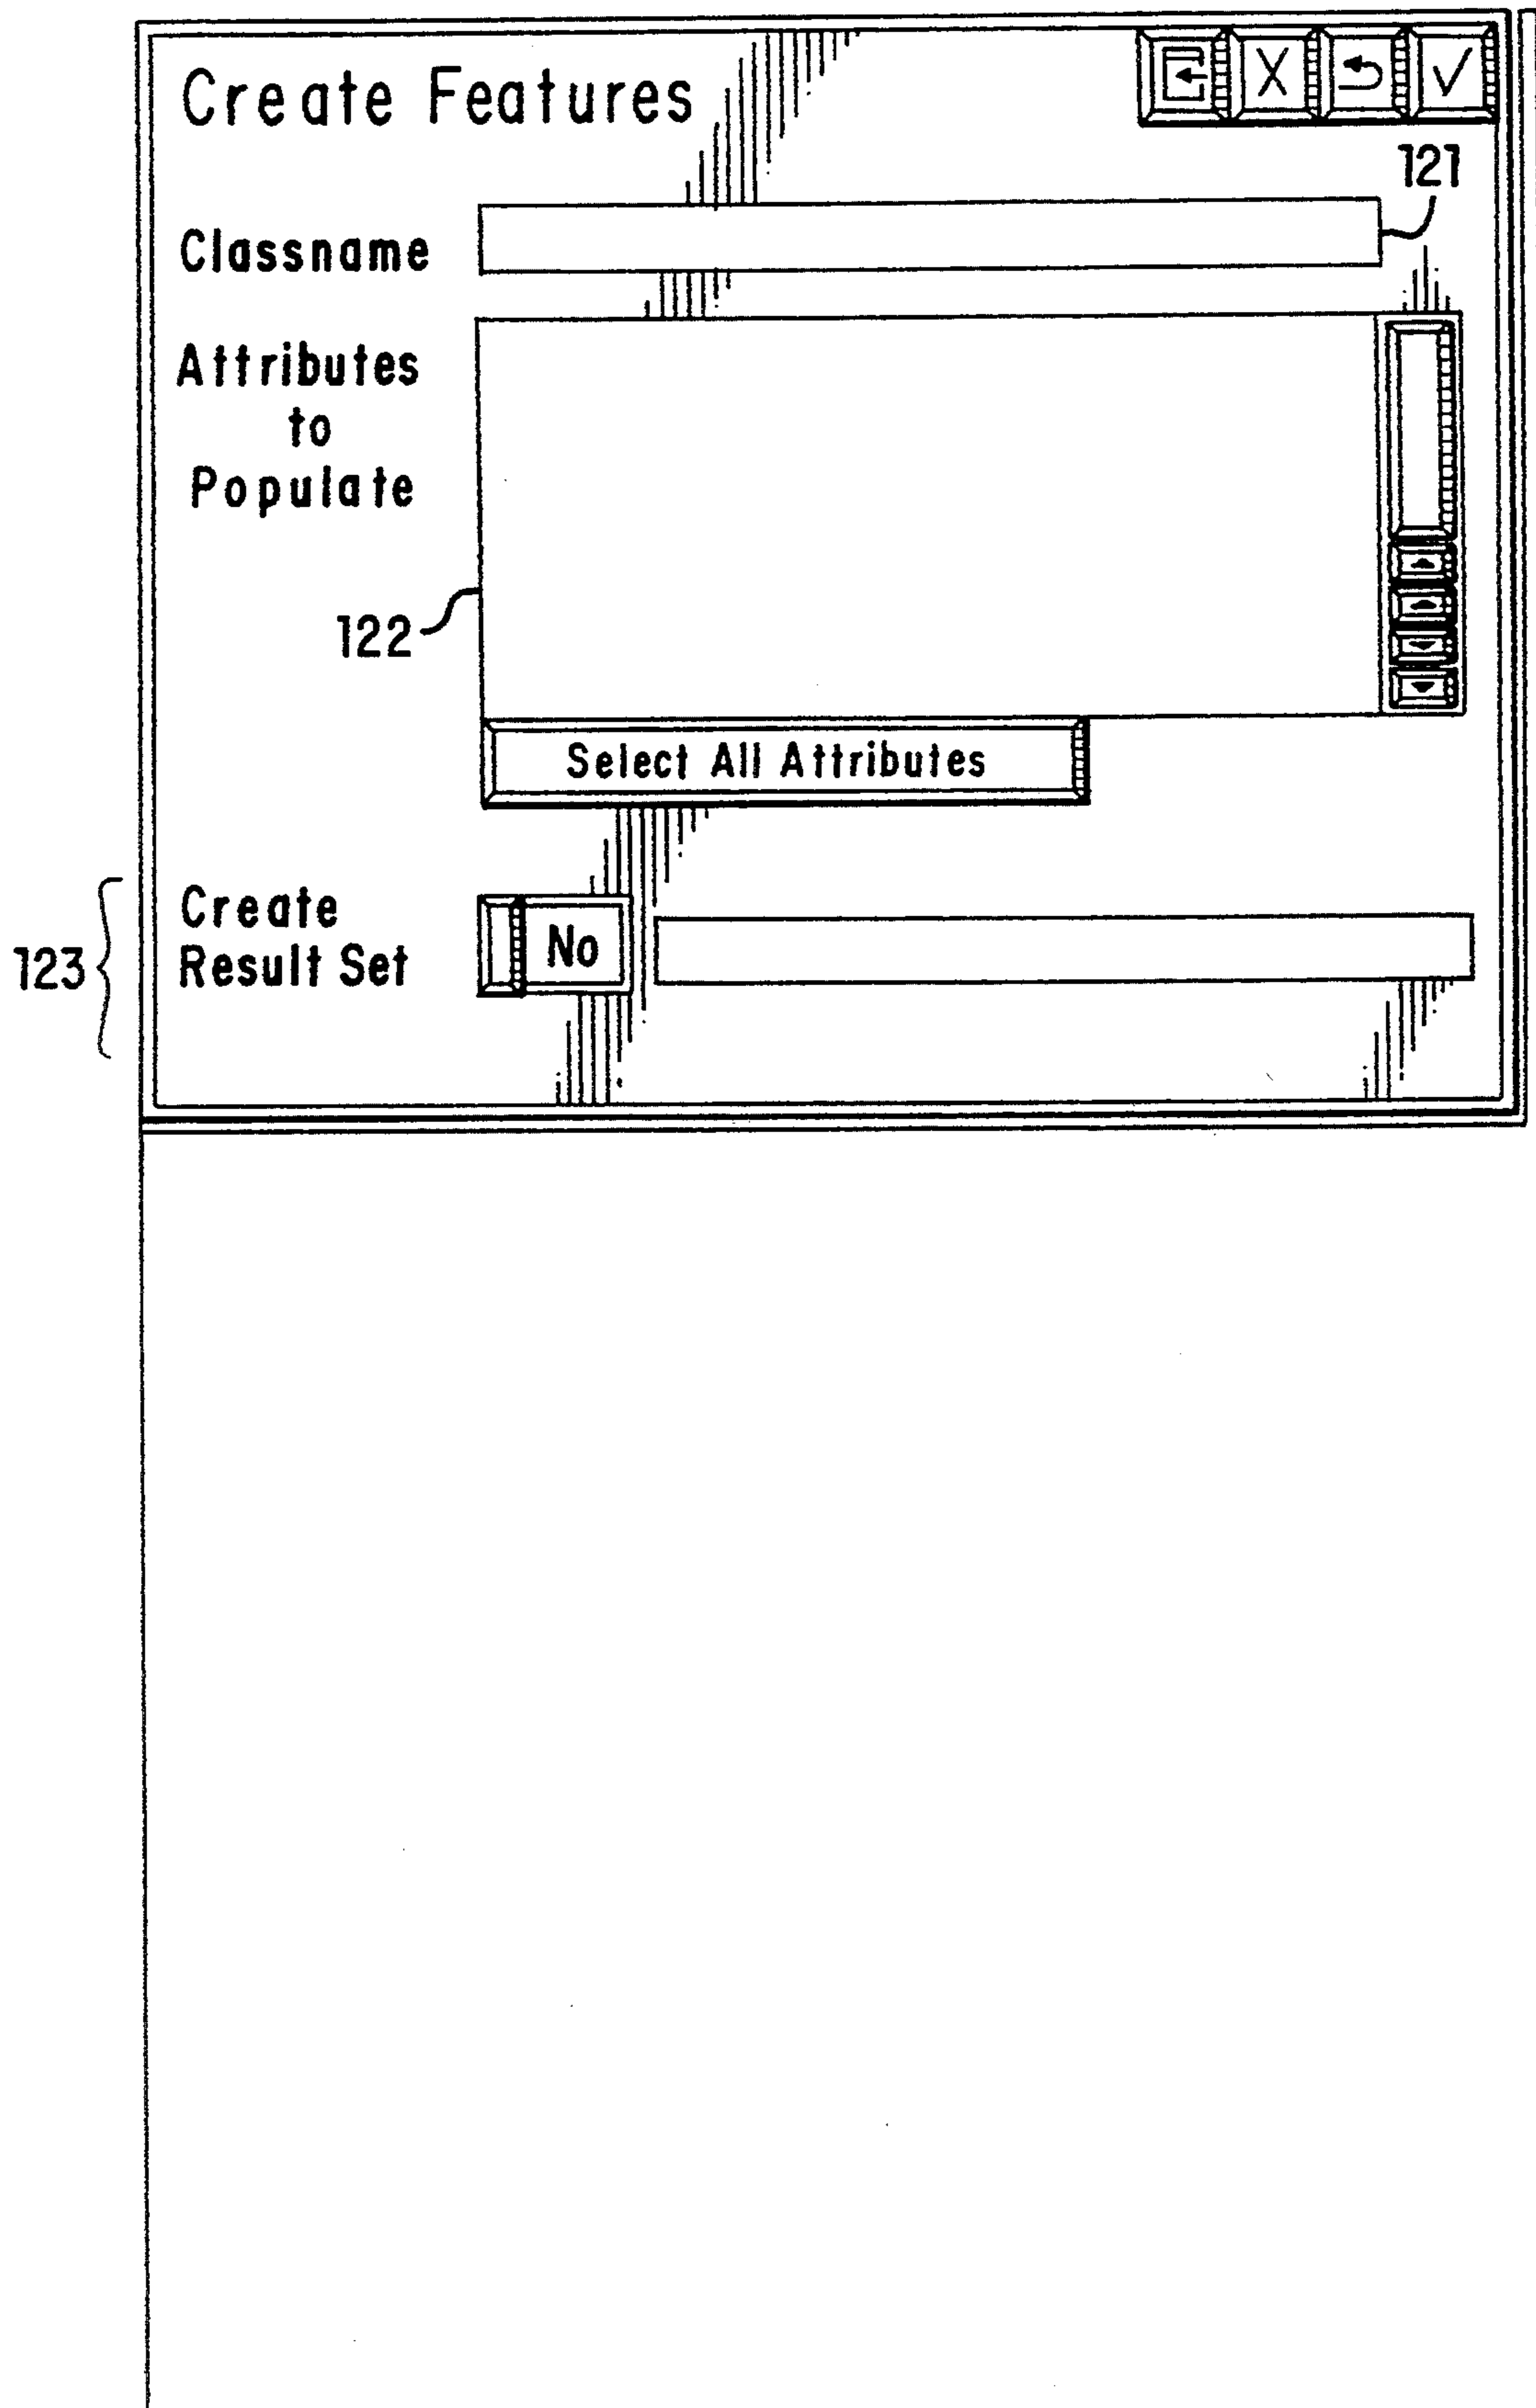 Create Features
X
121
Classname
Attributes
to
Populate
122
Select All Attributes
Create
Result Set
No
123